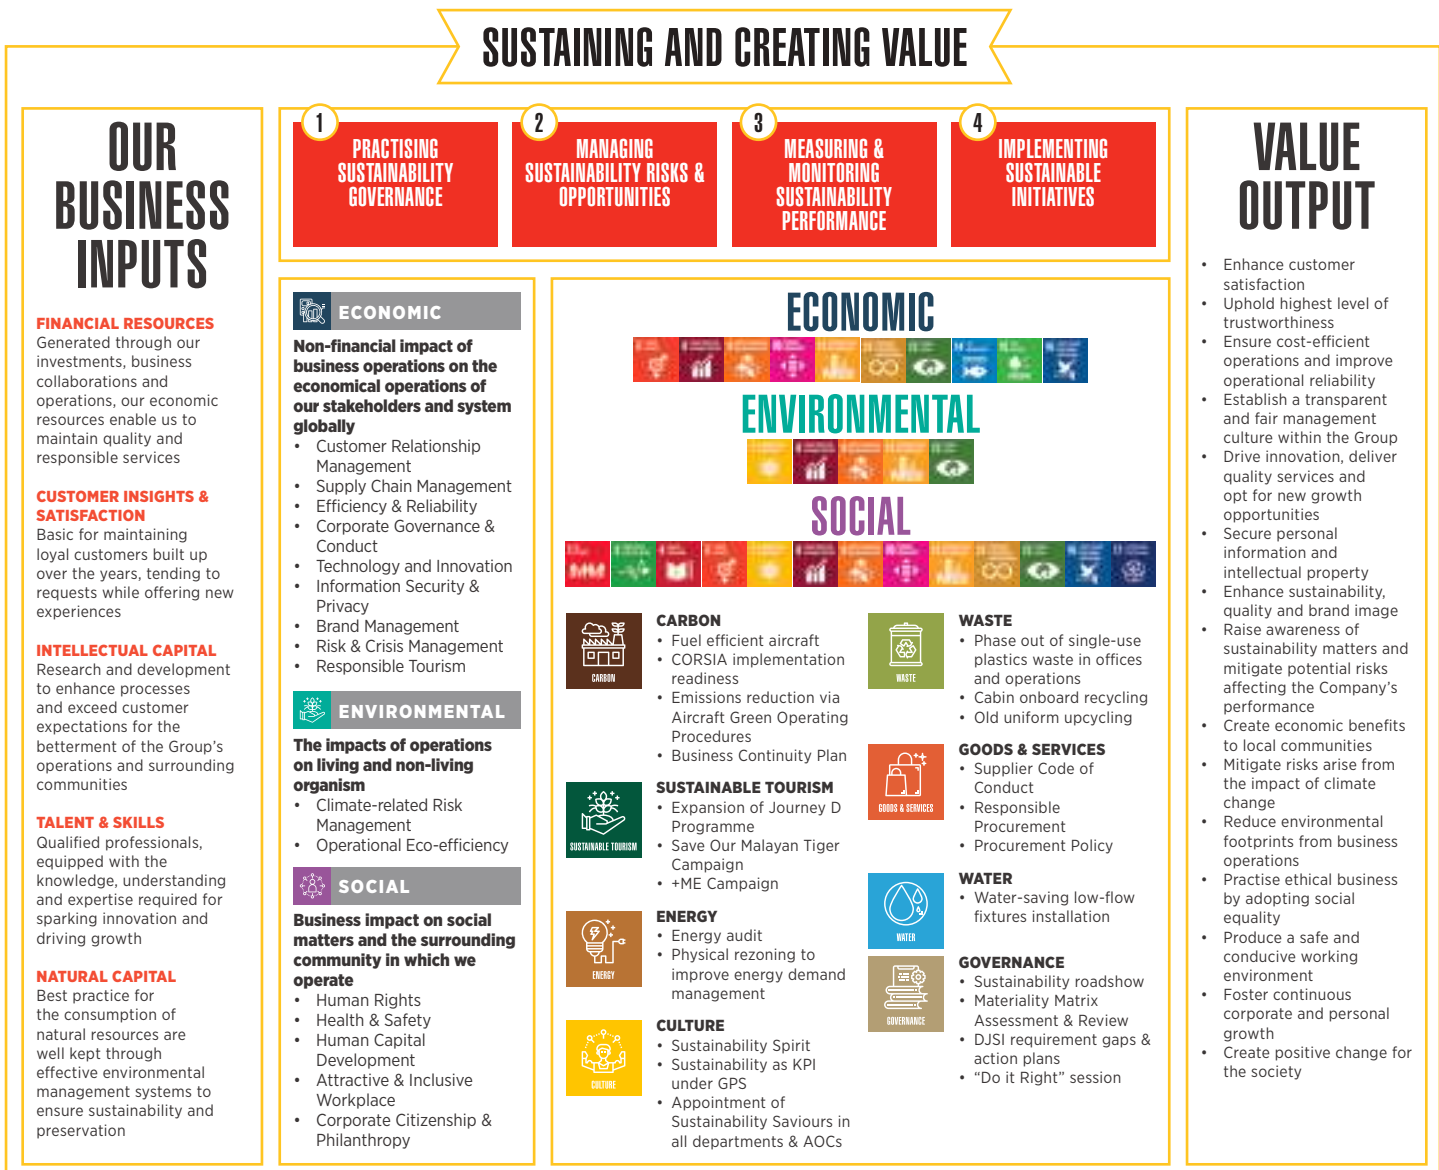 SUSTAINING AND CREATING VALUE
OUR
BUSINESS
INPUTS
FINANCIAL RESOURCES
Generated through our
investments, business
collaborations and
operations, our economic
resources enable us to
maintain quality and
responsible services
CUSTOMER INSIGHTS &
SATISFACTION
Basic for maintaining
loyal customers built up
over the years, tending to
requests while offering new
experiences
INTELLECTUAL CAPITAL
Research and development
to enhance processes
and exceed customer
expectations for the
betterment of the Group's
operations and surrounding
communities
TALENT & SKILLS
Qualified professionals,
equipped with the
knowledge, understanding
and expertise required for
sparking innovation and
driving growth
NATURAL CAPITAL
Best practice for
the consumption of
natural resources are
well kept through
effective environmental
management systems to
ensure sustainability and
preservation
1
PRACTISING
SUSTAINABILITY
GOVERNANCE
2
MANAGING
SUSTAINABILITY RISKS &
OPPORTUNITIES
3
MEASURING &
MONITORING
SUSTAINABILITY
PERFORMANCE
4
IMPLEMENTING
SUSTAINABLE
INITIATIVES
ECONOMIC
Non-financial impact of
business operations on the
economical operations of
our stakeholders and system
globally
• Customer Relationship
Management
• Supply Chain Management
• Efficiency & Reliability
• Corporate Governance &
Conduct
• Technology and Innovation
• Information Security &
Privacy
• Brand Management
• Risk & Crisis Management
• Responsible Tourism
ENVIRONMENTAL
The impacts of operations
on living and non-living
organism
• Climate-related Risk
Management
• Operational Eco-efficiency
SOCIAL
Business impact on social
matters and the surrounding
community in which we
operate
• Human Rights
• Health & Safety
• Human Capital
Development
• Attractive & Inclusive
Workplace
• Corporate Citizenship &
Philanthropy
ECONOMIC
ENVIRONMENTAL
SOCIAL
CARBON
CARBON
• Fuel efficient aircraft
• CORSIA implementation
readiness
• Emissions reduction via
Aircraft Green Operating
Procedures
• Business Continuity Plan
SUSTAINABLE TOURISM
SUSTAINABLE TOURISM
• Expansion of Journey D
Programme
• Save Our Malayan Tiger
Campaign
• +ME Campaign
ENERGY
ENERGY
• Energy audit
• Physical rezoning to
improve energy demand
management
CULTURE
CULTURE
• Sustainability Spirit
• Sustainability as KPI
under GPS
• Appointment of
Sustainability Saviours in
all departments & AOCs
WASTE
WASTE
• Phase out of single-use
plastics waste in offices
and operations
• Cabin onboard recycling
• Old uniform upcycling
GOODS & SERVICES
GOODS & SERVICES
• Supplier Code of
Conduct
• Responsible
Procurement
• Procurement Policy
WATER
WATER
• Water-saving low-flow
fixtures installation
GOVERNANCE
GOVERNANCE
• Sustainability roadshow
• Materiality Matrix
Assessment & Review
• DJSI requirement gaps &
action plans
• “Do it Right” session
VALUE
OUTPUT
• Enhance customer
satisfaction
• Uphold highest level of
trustworthiness
• Ensure cost-efficient
operations and improve
operational reliability
• Establish a transparent
and fair management
culture within the Group
• Drive innovation, deliver
quality services and
opt for new growth
opportunities
• Secure personal
information and
intellectual property
• Enhance sustainability,
quality and brand image
• Raise awareness of
sustainability matters and
mitigate potential risks
affecting the Company's
performance
• Create economic benefits
to local communities
• Mitigate risks arise from
the impact of climate
change
• Reduce environmental
footprints from business
operations
• Practise ethical business
by adopting social
equality
• Produce a safe and
conducive working
environment
• Foster continuous
corporate and personal
growth
• Create positive change for
the society